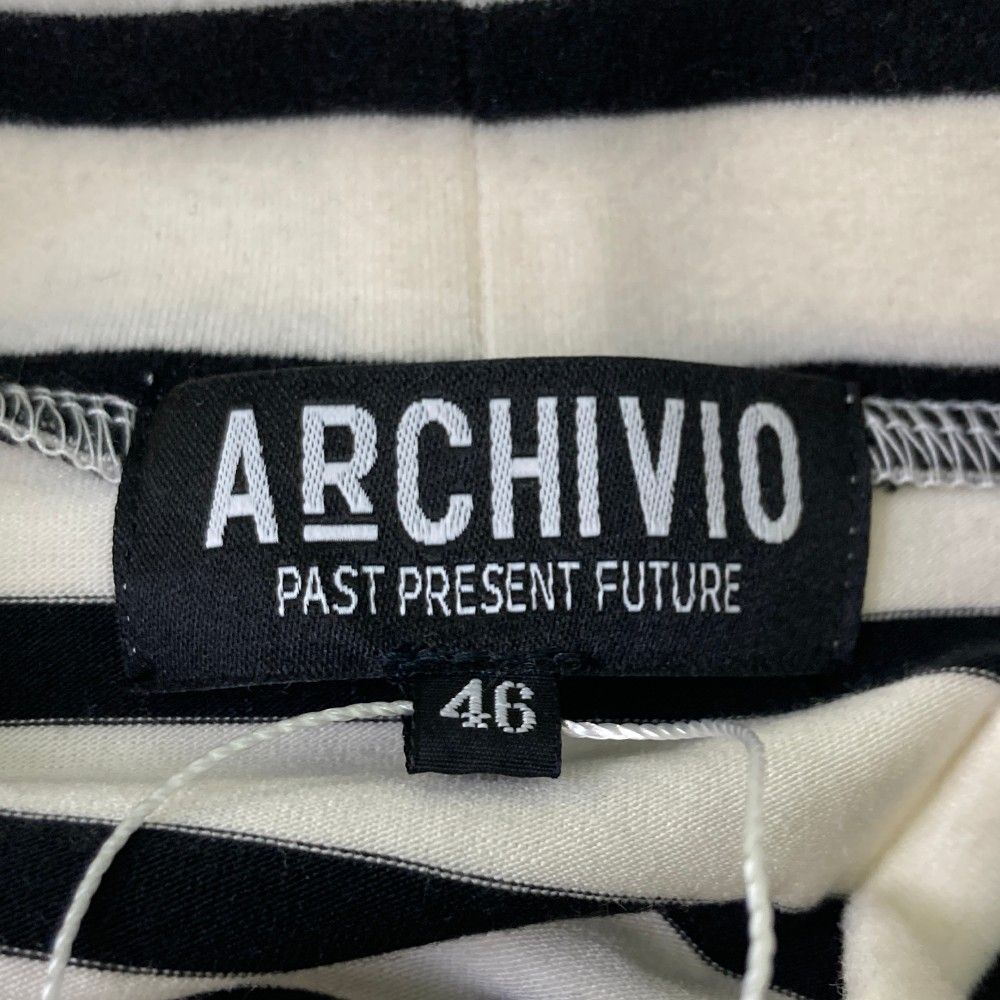 ARCHIVIO
PAST PRESENT FUTURE
46